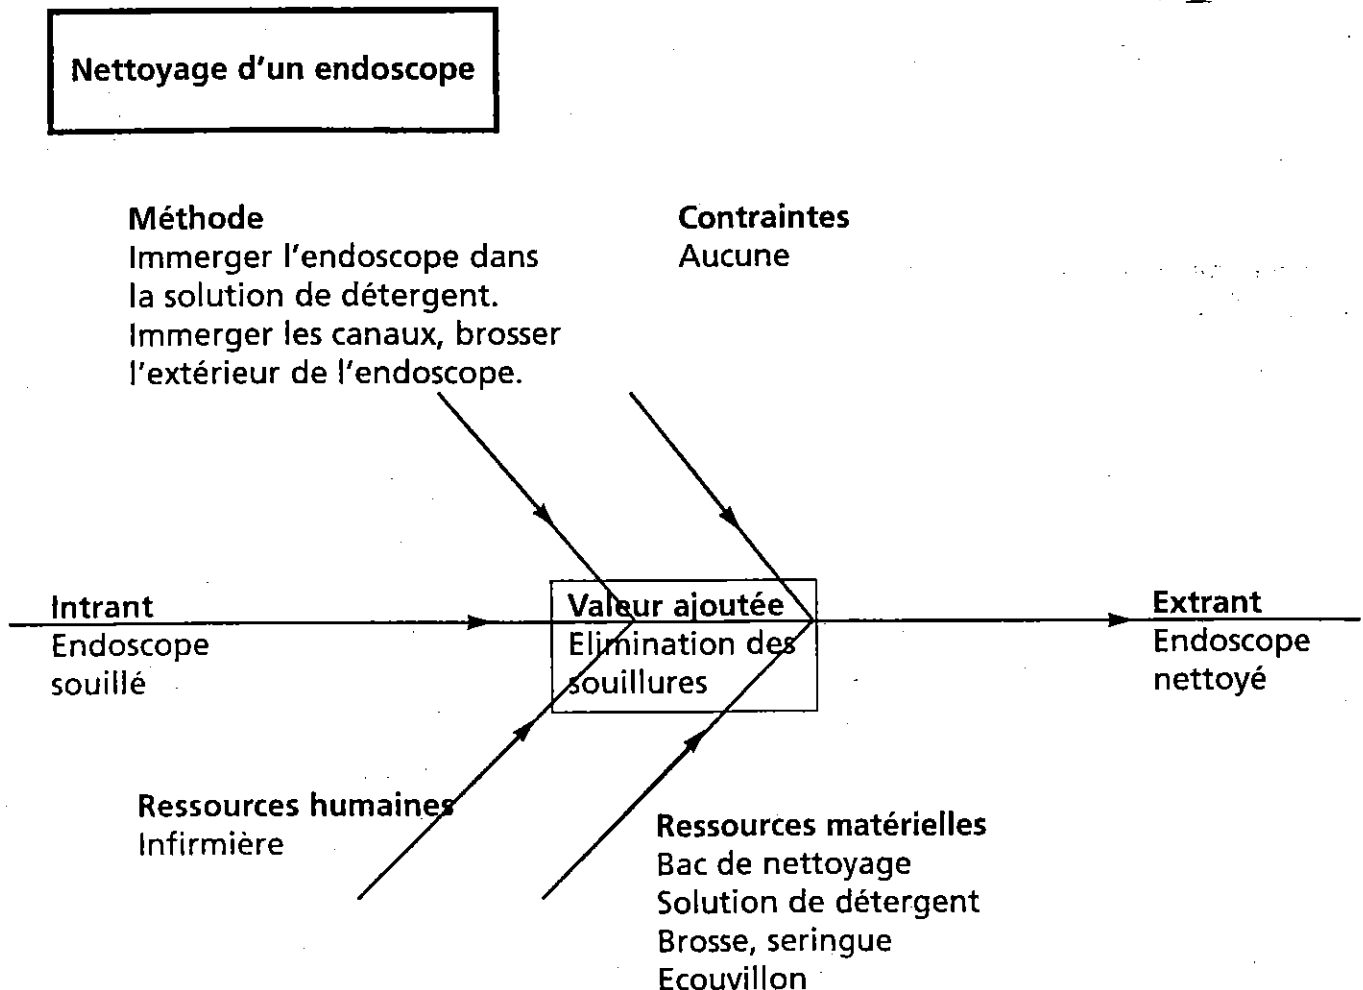 Nettoyage d'un endoscope
Méthode
Immerger l'endoscope dans
la solution de détergent.
Immerger les canaux, brosser
l'extérieur de l'endoscope.
Contraintes
Aucune
Intrant
Endoscope
souillé
Valeur ajoutée
Elimination des
souillures
Extrant
Endoscope
nettoyé
Ressources humaines
Infirmière
Ressources matérielles
Bac de nettoyage
Solution de détergent
Brosse, seringue
Ecouvillon